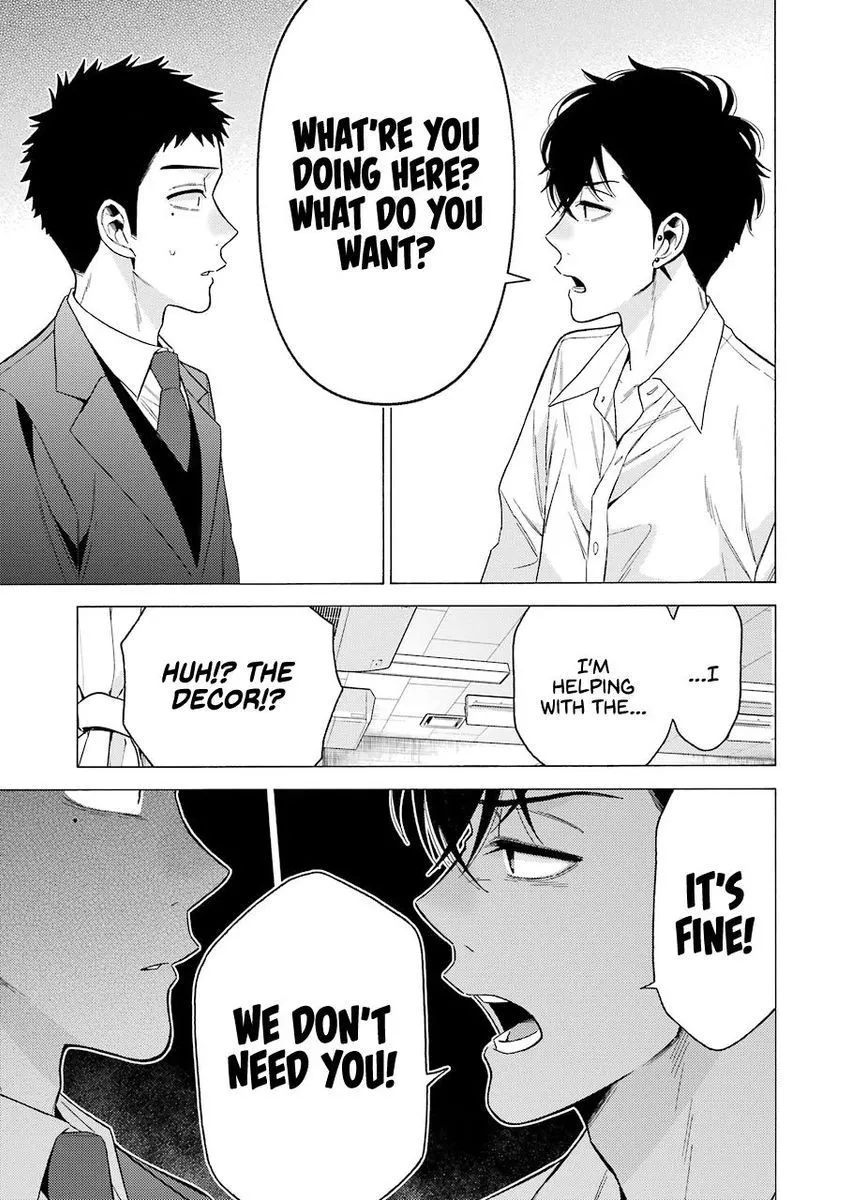 WHAT'RE YOU
DOING HERE?
WHAT DO YOU
WANT?
...I
I'M
HELPING
WITH THE...
HUH!? THE
DECOR!?
IT'S
FINE!
WE DON'T
NEED YOU!